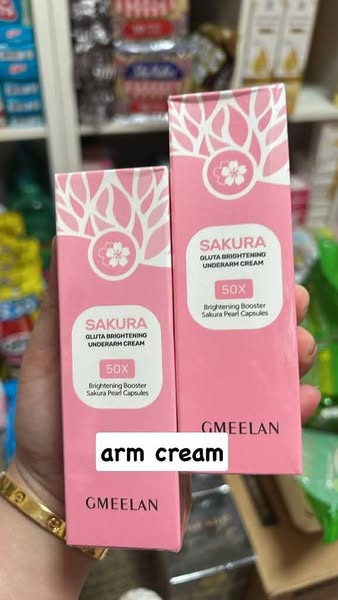 SAKURA
GLUTA BRIGHTENING
UNDERARM CREAM
50X
Brightening Booster
Sakura Pearl Capsules
GMEELAN
SAKURA
GLUTA BRIGHTENING
UNDERARM CREAM
50X
Brightening Booster
Sakura Pearl Capsules
GMEELAN
arm cream